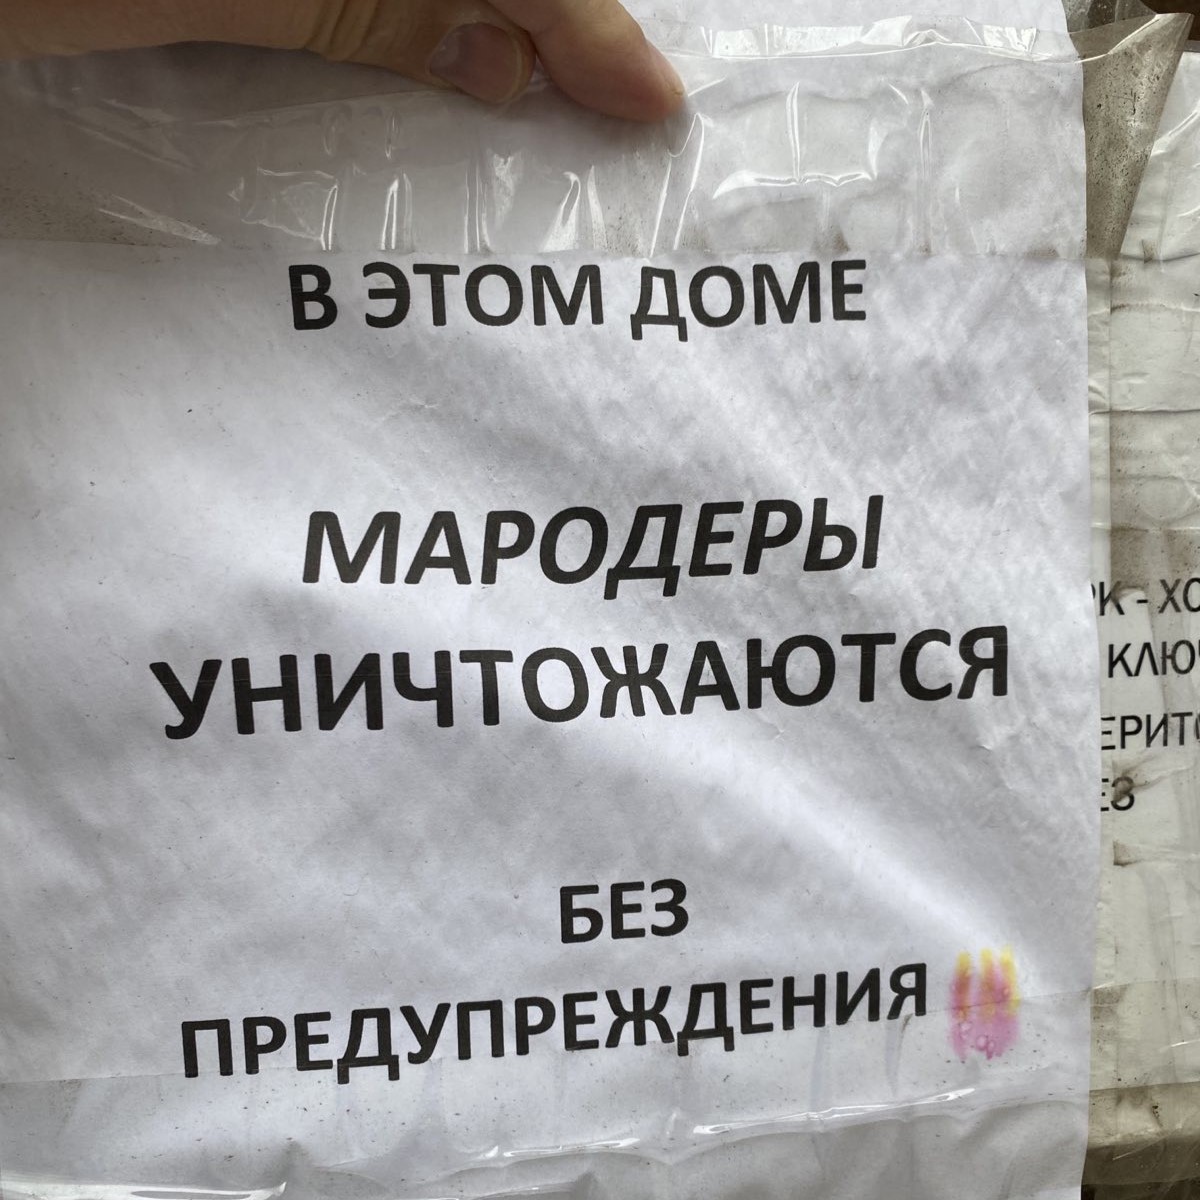 В ЭТОМ ДОМЕ
МАРОДЕРЫ
УНИЧТОЖАЮТСЯ
БЕЗ
ПРЕДУПРЕЖДЕНИЯ !!!